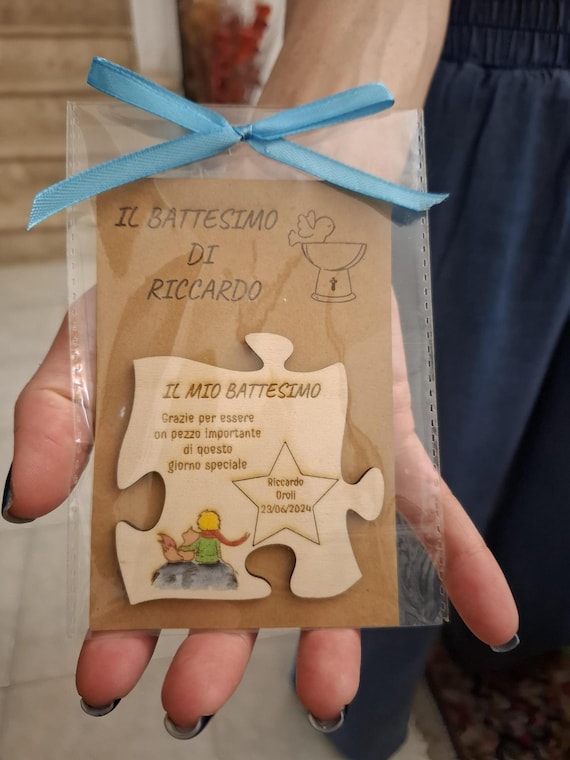 IL BATTESIMO
DI
RICCARDO
IL MIO BATTESIMO
Grazie per essere
un pezzo importante
di questo
giorno speciale
Riccardo
Oroli
23/06/2024